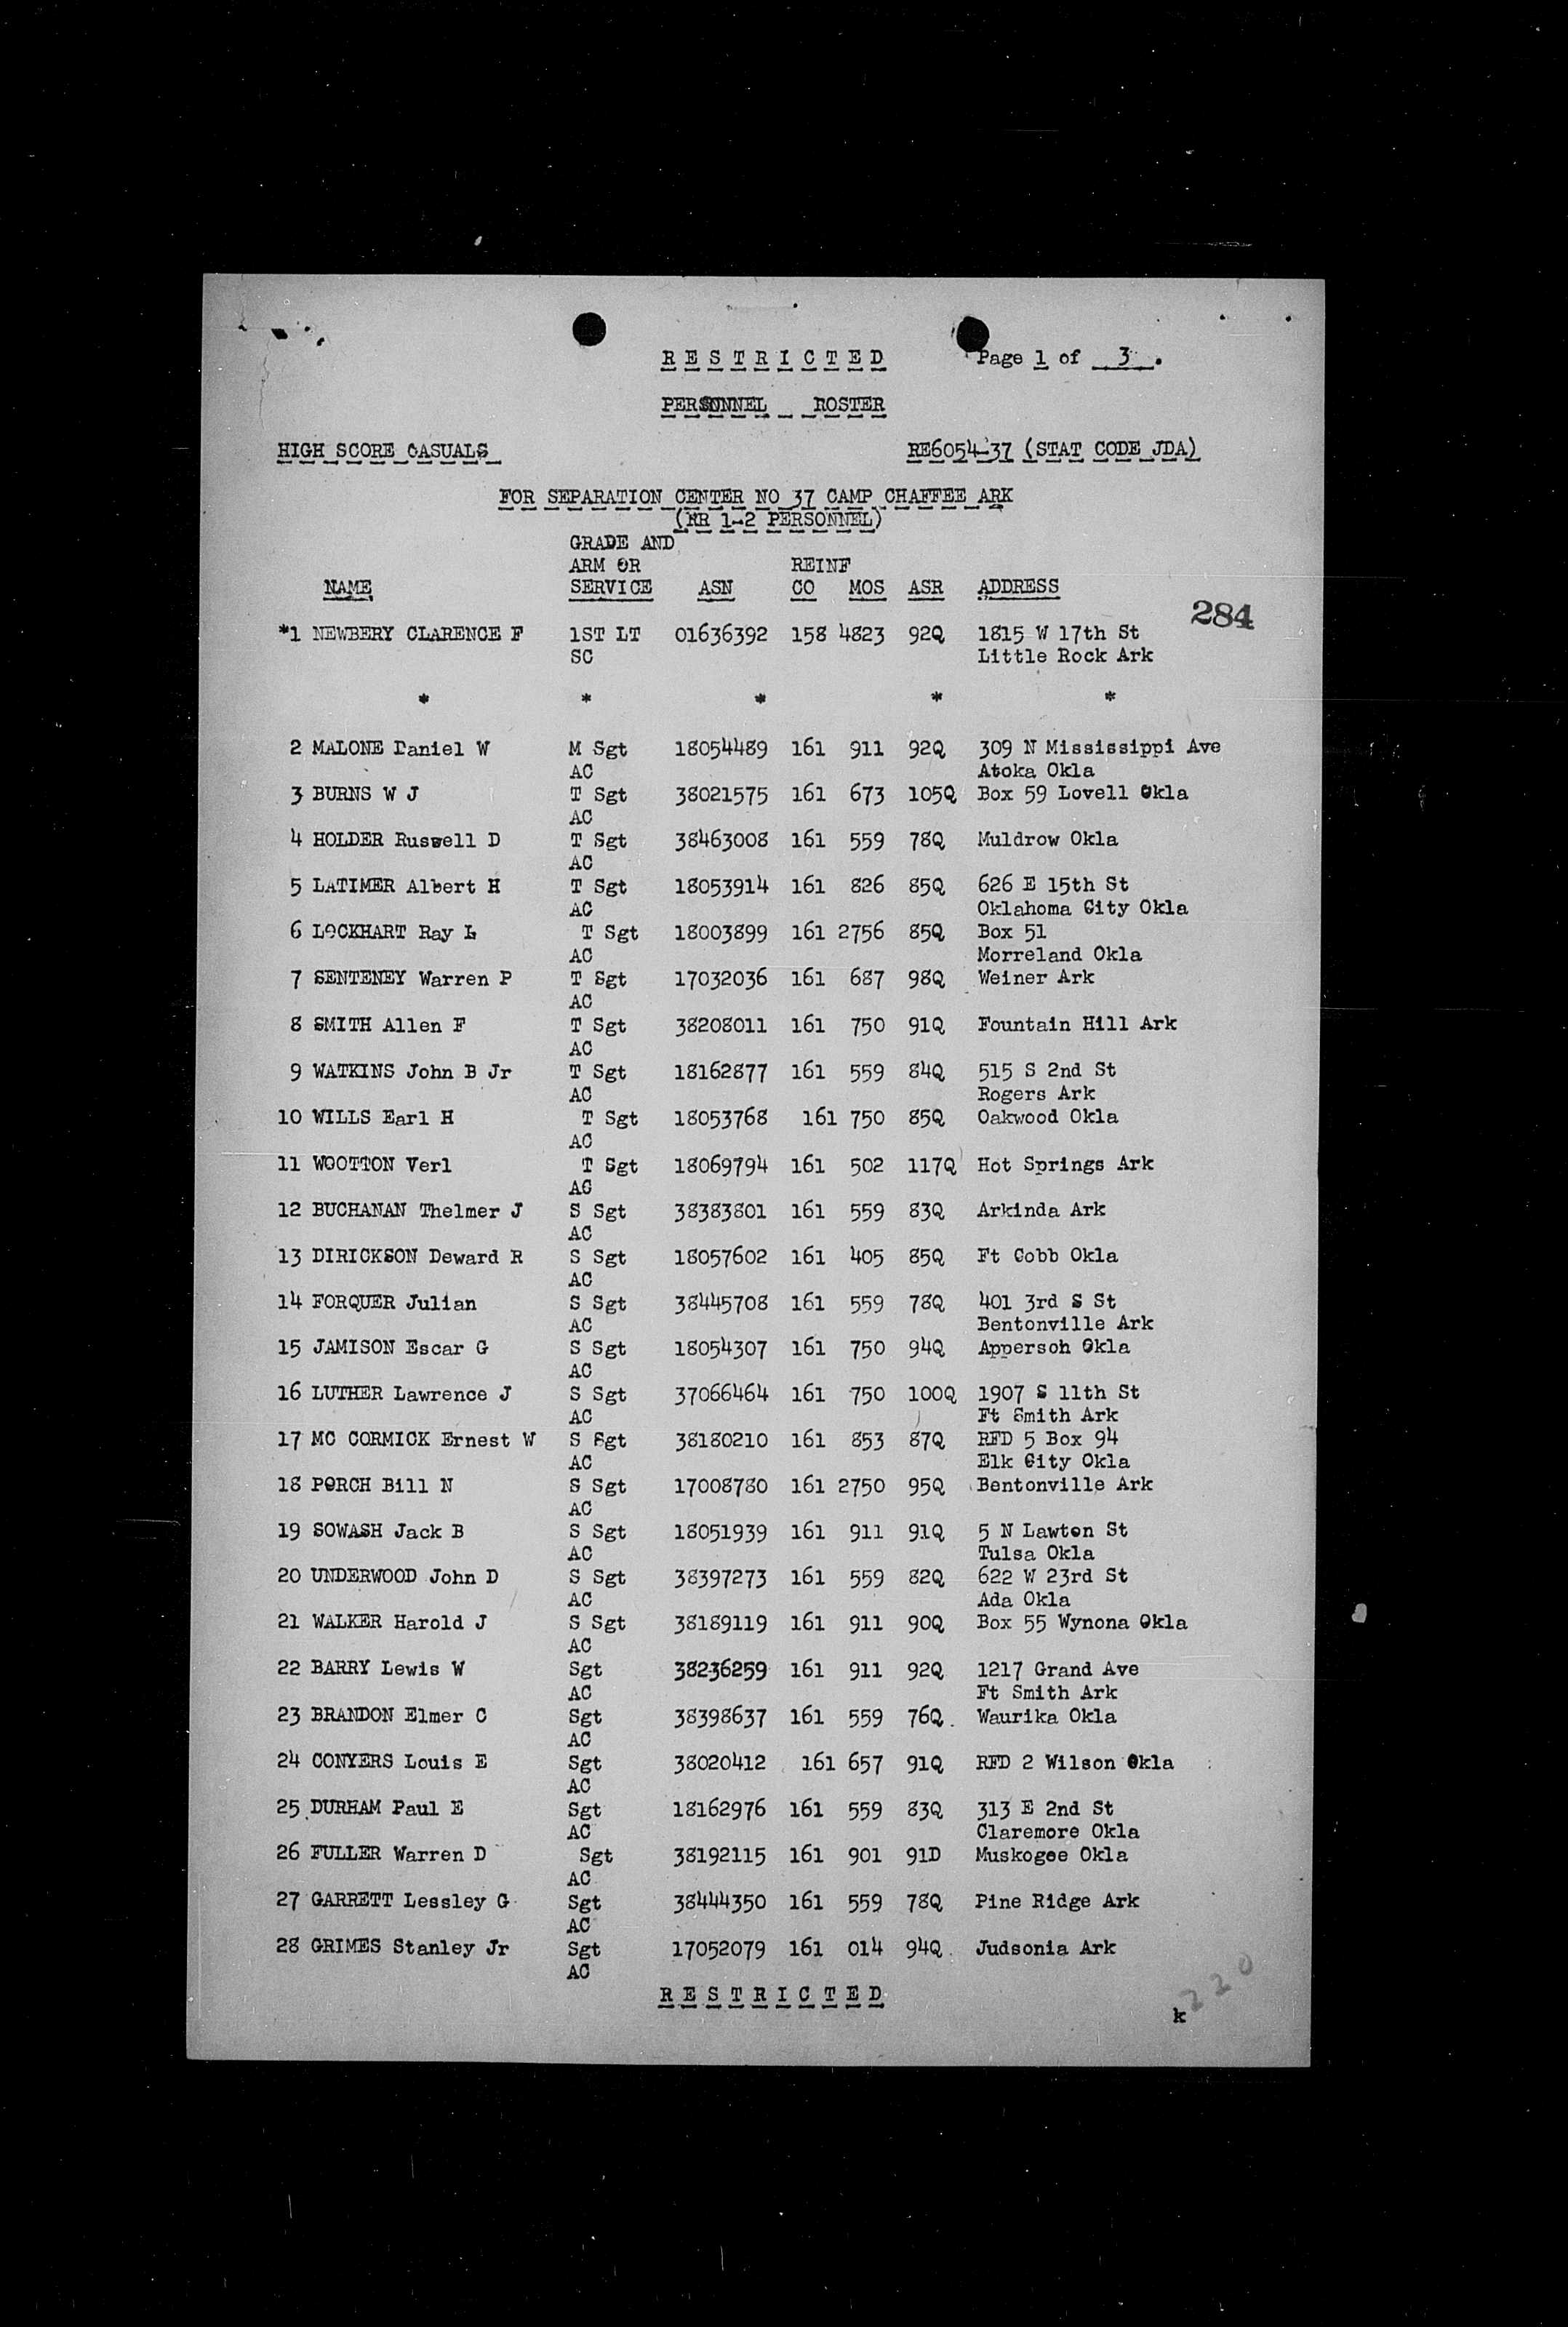 RESTRICTED Page 1 of 3.
PERSONNEL ROSTER
HIGH SCORE CASUALS RE6054-37 (STAT CODE JDA)
FOR SEPARATION CENTER NO 37 CAMP CHAFFEE ARK
(RR 1-2 PERSONNEL)
GRADE AND
ARM OR REINF
NAME SERVICE ASN CO MOS ASR ADDRESS
284
*1 NEWBERY CLARENCE F 1ST LT 01636392 158 4823 92Q 1815 W 17th St
SC Little Rock Ark
* * * * *
2 MALONE Daniel W M Sgt 18054489 161 911 92Q 309 N Mississippi Ave
AC Atoka Okla
3 BURNS W J T Sgt 38021575 161 673 105Q Box 59 Lovell Okla
AC
4 HOLDER Russell D T Sgt 38463008 161 559 78Q Muldrow Okla
AC
5 LATIMER Albert H T Sgt 18053914 161 826 85Q 626 E 15th St
AC Oklahoma City Okla
6 LOCKHART Ray L T Sgt 18003899 161 2756 85Q Box 51
AC Morreland Okla
7 SENTENEY Warren P T Sgt 17032036 161 687 98Q Weiner Ark
AC
8 SMITH Allen F T Sgt 38208011 161 750 91Q Fountain Hill Ark
AC
9 WATKINS John B Jr T Sgt 18162877 161 559 84Q 515 S 2nd St
AC Rogers Ark
10 WILLS Earl H T Sgt 18053768 161 750 85Q Oakwood Okla
AC
11 WOOTTON Verl T Sgt 18069794 161 502 117Q Hot Springs Ark
AC
12 BUCHANAN Thelmer J S Sgt 38383801 161 559 83Q Arkinda Ark
AC
13 DIRICKSON Deward R S Sgt 18057602 161 405 85Q Ft Cobb Okla
AC
14 FORQUER Julian S Sgt 38445708 161 559 78Q 401 3rd S St
AC Bentonville Ark
15 JAMISON Escar G S Sgt 18054307 161 750 94Q Appersoh Okla
AC
16 LUTHER Lawrence J S Sgt 37066464 161 750 100Q 1907 S 11th St
AC Ft Smith Ark
17 MC CORMICK Ernest W S Sgt 38180210 161 853 87Q RFD 5 Box 94
AC Elk City Okla
18 PORCH Bill N S Sgt 17008780 161 2750 95Q Bentonville Ark
AC
19 SOWASH Jack B S Sgt 18051939 161 911 91Q 5 N Lawton St
AC Tulsa Okla
20 UNDERWOOD John D S Sgt 38397273 161 559 82Q 622 W 23rd St
AC Ada Okla
21 WALKER Harold J S Sgt 38189119 161 911 90Q Box 55 Wynona Okla
AC
22 BARRY Lewis W Sgt 38236259 161 911 92Q 1217 Grand Ave
AC Ft Smith Ark
23 BRANDON Elmer C Sgt 38398637 161 559 76Q. Waurika Okla
AC
24 CONYERS Louis E Sgt 38020412 161 657 91Q RFD 2 Wilson Okla
AC
25 DURHAM Paul E Sgt 18162976 161 559 83Q 313 E 2nd St
AC Claremore Okla
26 FULLER Warren D Sgt 38192115 161 901 91D Muskogee Okla
AC
27 GARRETT Lessley G Sgt 38444350 161 559 78Q Pine Ridge Ark
AC
28 GRIMES Stanley Jr Sgt 17052079 161 014 94Q. Judsonia Ark
AC
RESTRICTED
220
k